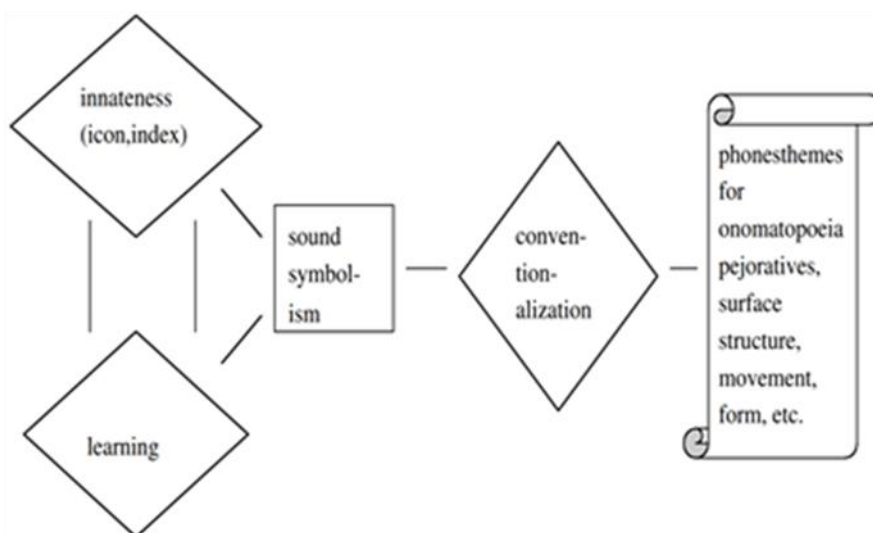 innateness
(icon,index)
learning
sound
symbol-
ism
conven-
tion-
alization
phonesthemes
for
onomatopoeia
pejoratives,
surface
structure,
movement,
form, etc.